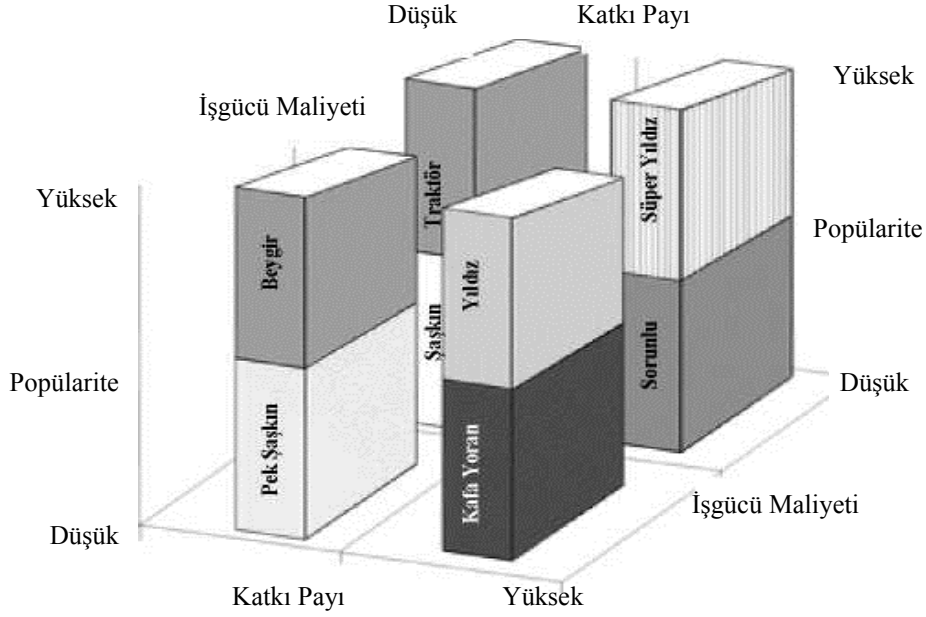 Düşük
Katkı Payı
Yüksek
İşgücü Maliyeti
Traktör
Süper Yıldız
Yüksek
Beygir
Yıldız
Popülarite
Şaşkın
Sorunlu
Popülarite
Düşük
Pek Şaşkın
Kafa Yoran
İşgücü Maliyeti
Düşük
Katkı Payı
Yüksek